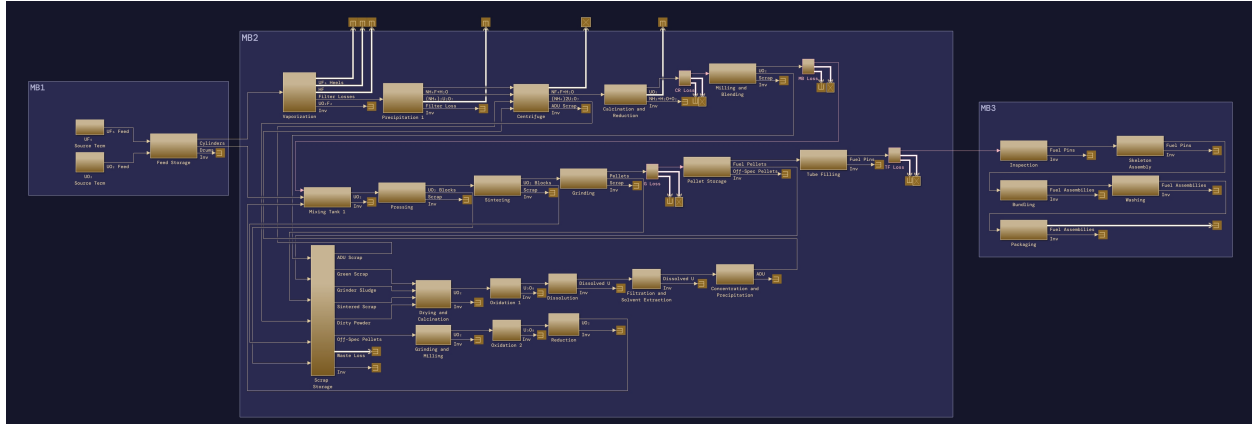 MB1
UF₆ Feed
UF₆
Source Term
UO₂ Feed
UO₂
Source Term
Feed Storage
Cylinders
Drums
Inv
MB2
UF₆ Heels
HF
Filter Losses
UO₂F₂
Inv
Vaporization
NH₄F+H₂O
(NH₄)₂U₂O₇
Filter Loss
Inv
Precipitation 1
NH₄F+H₂O
ADU Scrap
Inv
Centrifuge
UO₂
Inv
Calcination and
Reduction
CR Loss
UO₂
Scrap
Inv
Milling and
Blending
MB Loss
UO₂
Inv
Mixing Tank 1
UO₂ Blocks
Scrap
Inv
Pressing
UO₂ Blocks
Scrap
Inv
Sintering
Pellets
Scrap
Inv
Grinding
G Loss
Fuel Pellets
Off-Spec Pellets
Inv
Pellet Storage
Fuel Pins
Inv
Tube Filling
TF Loss
ADU Scrap
Green Scrap
Grinder Sludge
Sintered Scrap
Dirty Powder
Off-Spec Pellets
Waste Loss
Inv
Scrap
Storage
UO₂
Inv
Drying and
Calcination
U₃O₈
Inv
Oxidation 1
Dissolved U
Inv
Dissolution
Dissolved U
Inv
Filtration and
Solvent Extraction
ADU
Inv
Concentration and
Precipitation
UO₂
Inv
Grinding and
Milling
U₃O₈
Inv
Oxidation 2
UO₂
Inv
Reduction
MB3
Fuel Pins
Inv
Inspection
Fuel Pins
Inv
Skeleton
Assembly
Fuel Assemblies
Inv
Bundling
Fuel Assemblies
Inv
Washing
Fuel Assemblies
Inv
Packaging